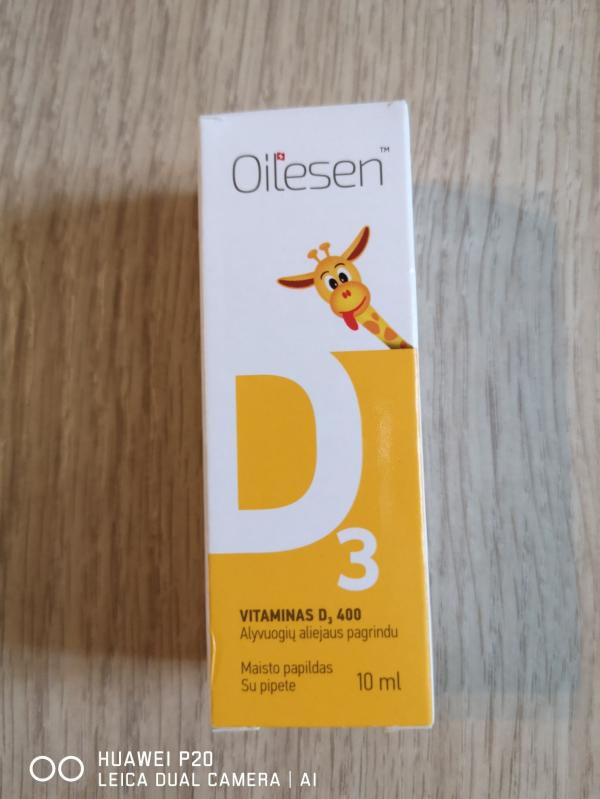 Oilesen™
D3
VITAMINAS D₃ 400
Alyvuogių aliejaus pagrindu
Maisto papildas
Su pipete 10 ml
HUAWEI P20
LEICA DUAL CAMERA | AI